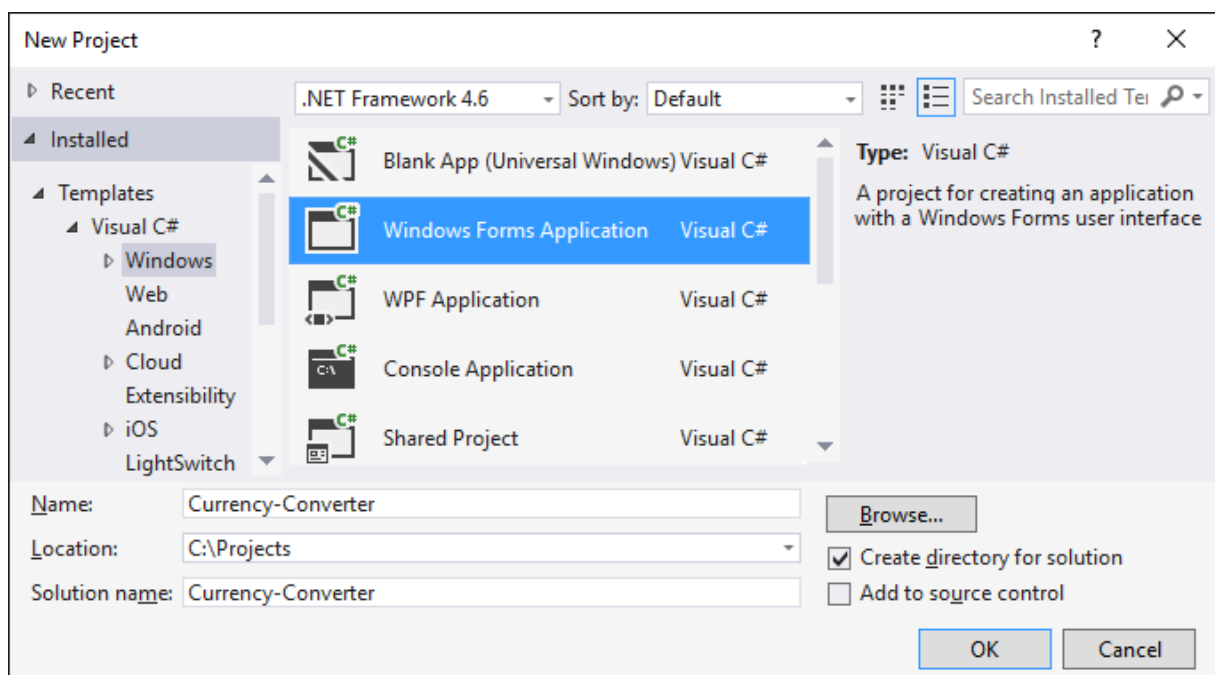 New Project
?
Recent
Installed
Templates
Visual C#
Windows
Web
Android
Cloud
Extensibility
iOS
LightSwitch
.NET Framework 4.6
Sort by: Default
Search Installed Te
C#
Blank App (Universal Windows) Visual C#
C#
Windows Forms Application Visual C#
C#
WPF Application Visual C#
C#
C:\
Console Application Visual C#
C#
Shared Project Visual C#
Type: Visual C#
A project for creating an application
with a Windows Forms user interface
Name: Currency-Converter
Location: C:\Projects
Solution name: Currency-Converter
Browse...
Create directory for solution
Add to source control
OK
Cancel